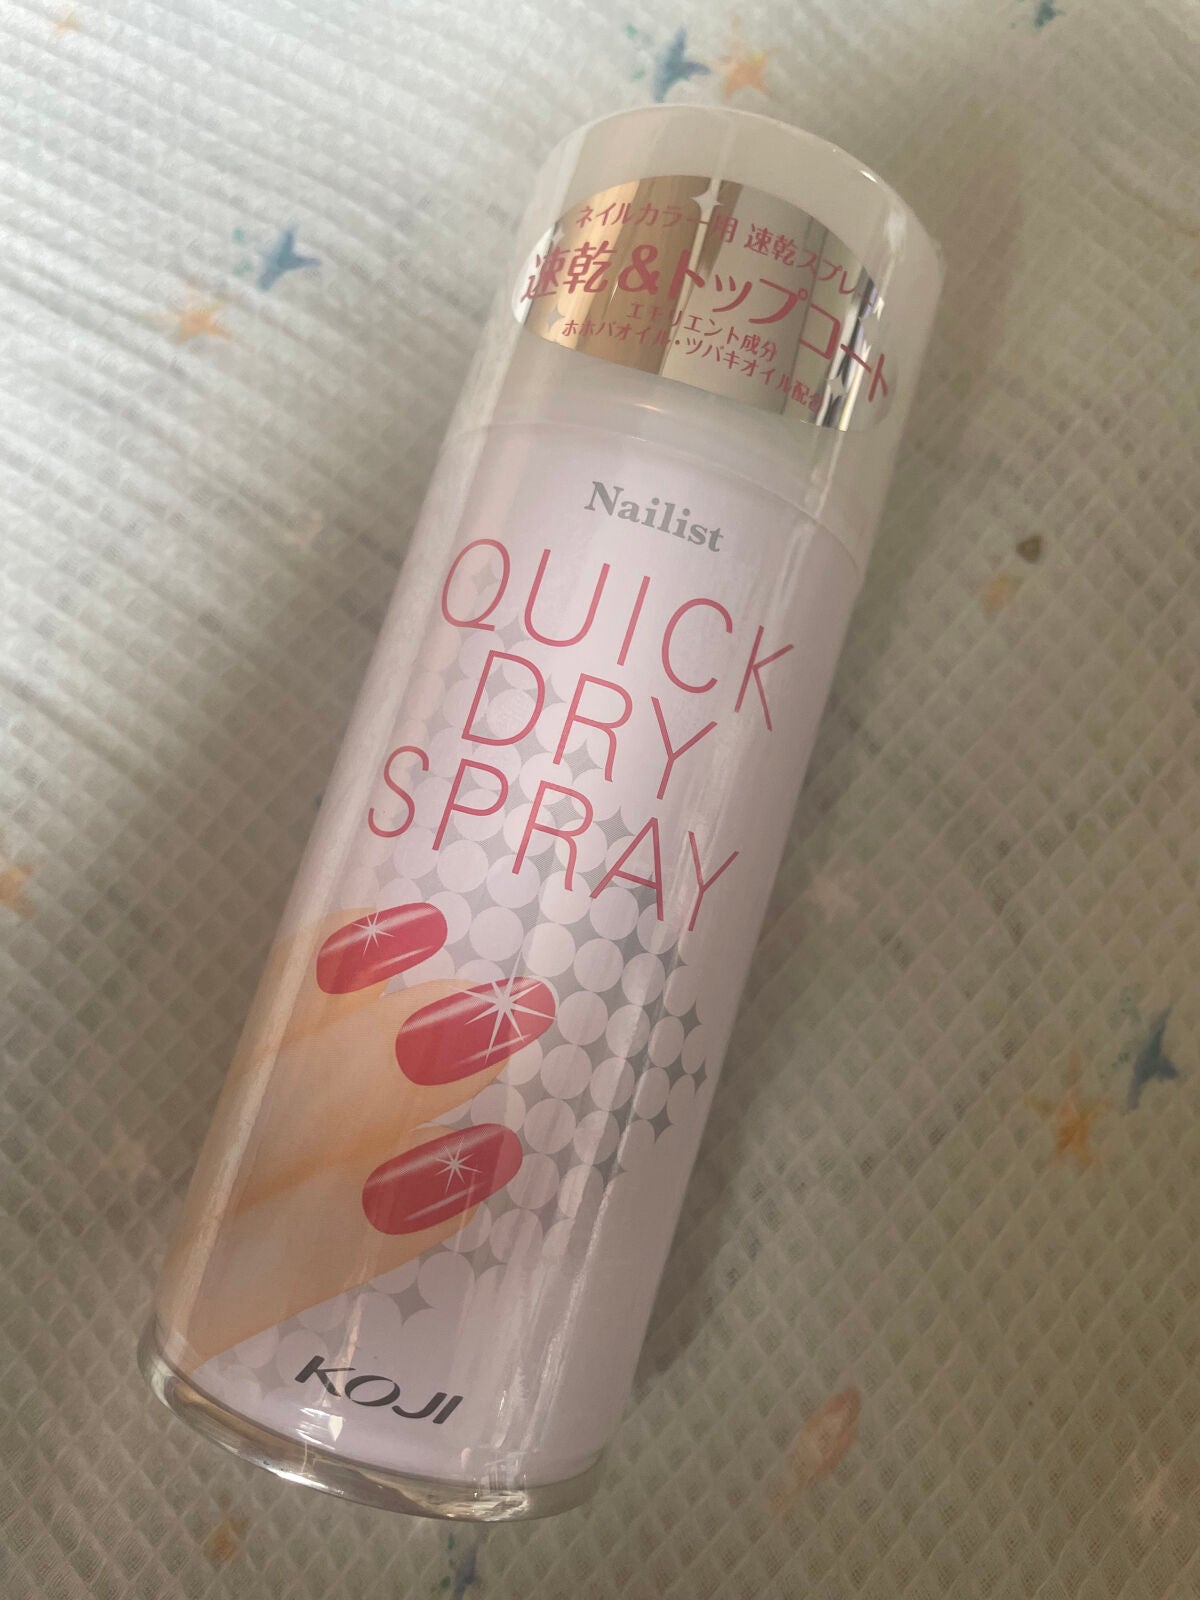 ネイルカラー用 速乾スプレー
速乾&トップコート
エモリエント成分
ホホバオイル・ツバキオイル配合
Nailist
QUICK
DRY
SPRAY
KOJI